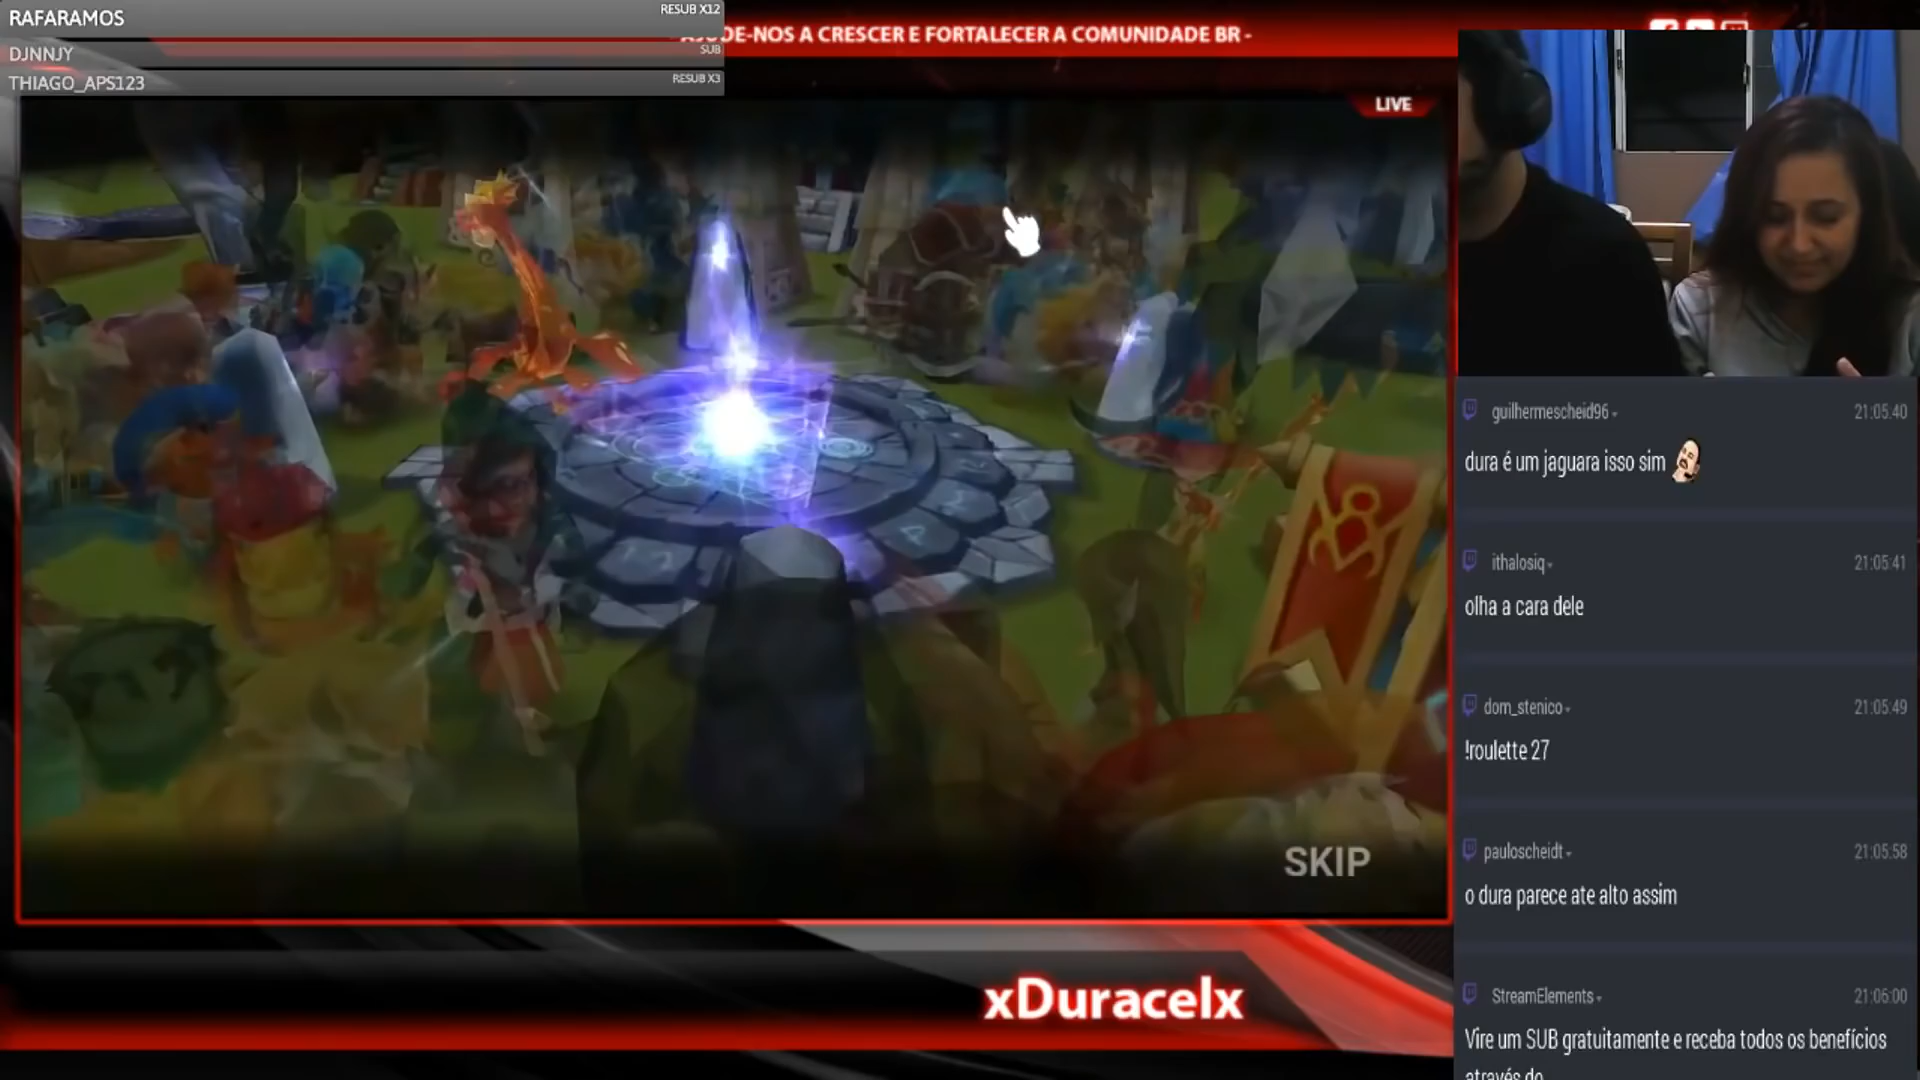 RAFARAMOS RESUB X12
DJNNJY SUB
THIAGO_APS123 RESUB X3
DE-NOS A CRESCER E FORTALECER A COMUNIDADE BR -
LIVE
SKIP
xDuracelx
guilhermescheid96 21:05:40
dura é um jaguara isso sim
ithalosiq 21:05:41
olha a cara dele
dom_stenico 21:05:49
!roulette 27
pauloscheidt 21:05:58
o dura parece ate alto assim
StreamElements 21:06:00
Vire um SUB gratuitamente e receba todos os benefícios
através do